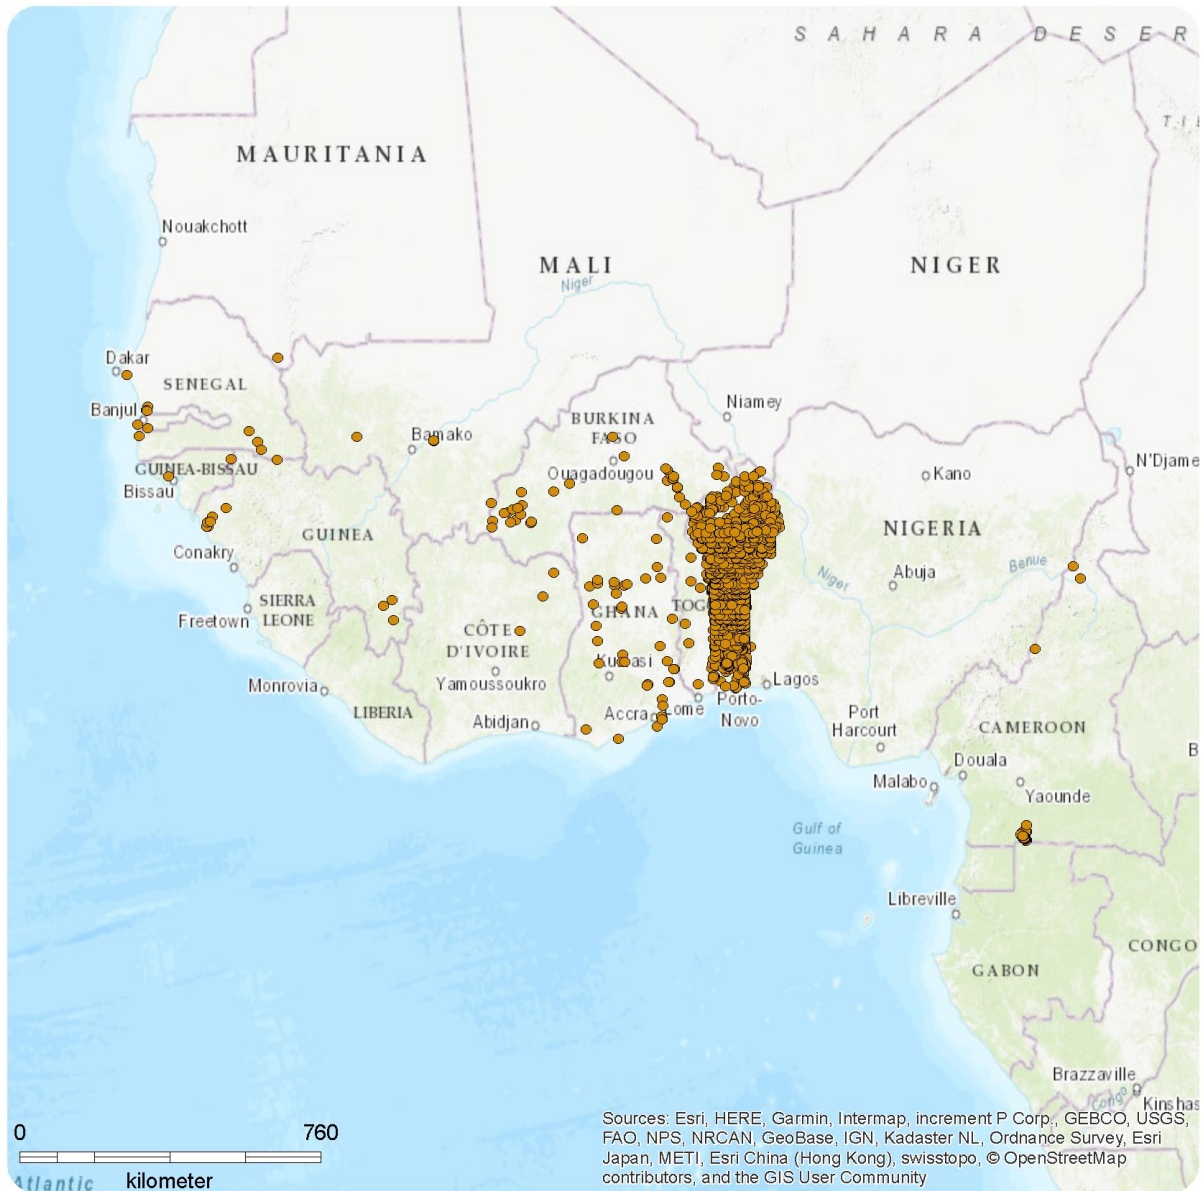 SAHARA DESER
MAURITANIA
Nouakchott
MALI
NIGER
Niger
Dakar
SENEGAL
Banjul
Niamey
BURKINA
FASO
Bamako
Ouagadougou
GUINEA-BISSAU
Bissau
Kano
N'Djame
GUINEA
NIGERIA
Conakry
Niger
Abuja
Benue
SIERRA
LEONE
Freetown
GHANA
TOG
CÔTE
D'IVOIRE
Yamoussoukro
Monrovia
LIBERIA
Abidjan
Accra
Lome
Porto-
Novo
Lagos
Port
Harcourt
CAMEROON
Douala
Malabo
Yaounde
B
Gulf of
Guinea
Libreville
CONGO
GABON
Brazzaville
Congo
Kinshas
0 760
kilometer
Atlantic
Sources: Esri, HERE, Garmin, Intermap, increment P Corp., GEBCO, USGS,
FAO, NPS, NRCAN, GeoBase, IGN, Kadaster NL, Ordnance Survey, Esri
Japan, METI, Esri China (Hong Kong), swisstopo, © OpenStreetMap
contributors, and the GIS User Community